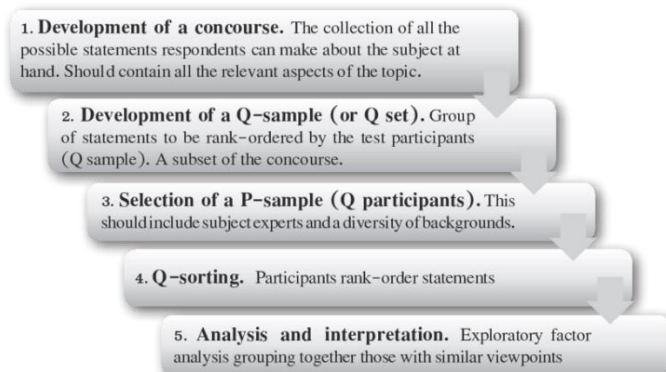 1. Development of a concourse. The collection of all the
possible statements respondents can make about the subject at
hand. Should contain all the relevant aspects of the topic.
2. Development of a Q-sample (or Q set). Group
of statements to be rank-ordered by the test participants
(Q sample). A subset of the concourse.
3. Selection of a P-sample (Q participants). This
should include subject experts and a diversity of backgrounds.
4. Q-sorting. Participants rank-order statements
5. Analysis and interpretation. Exploratory factor
analysis grouping together those with similar viewpoints